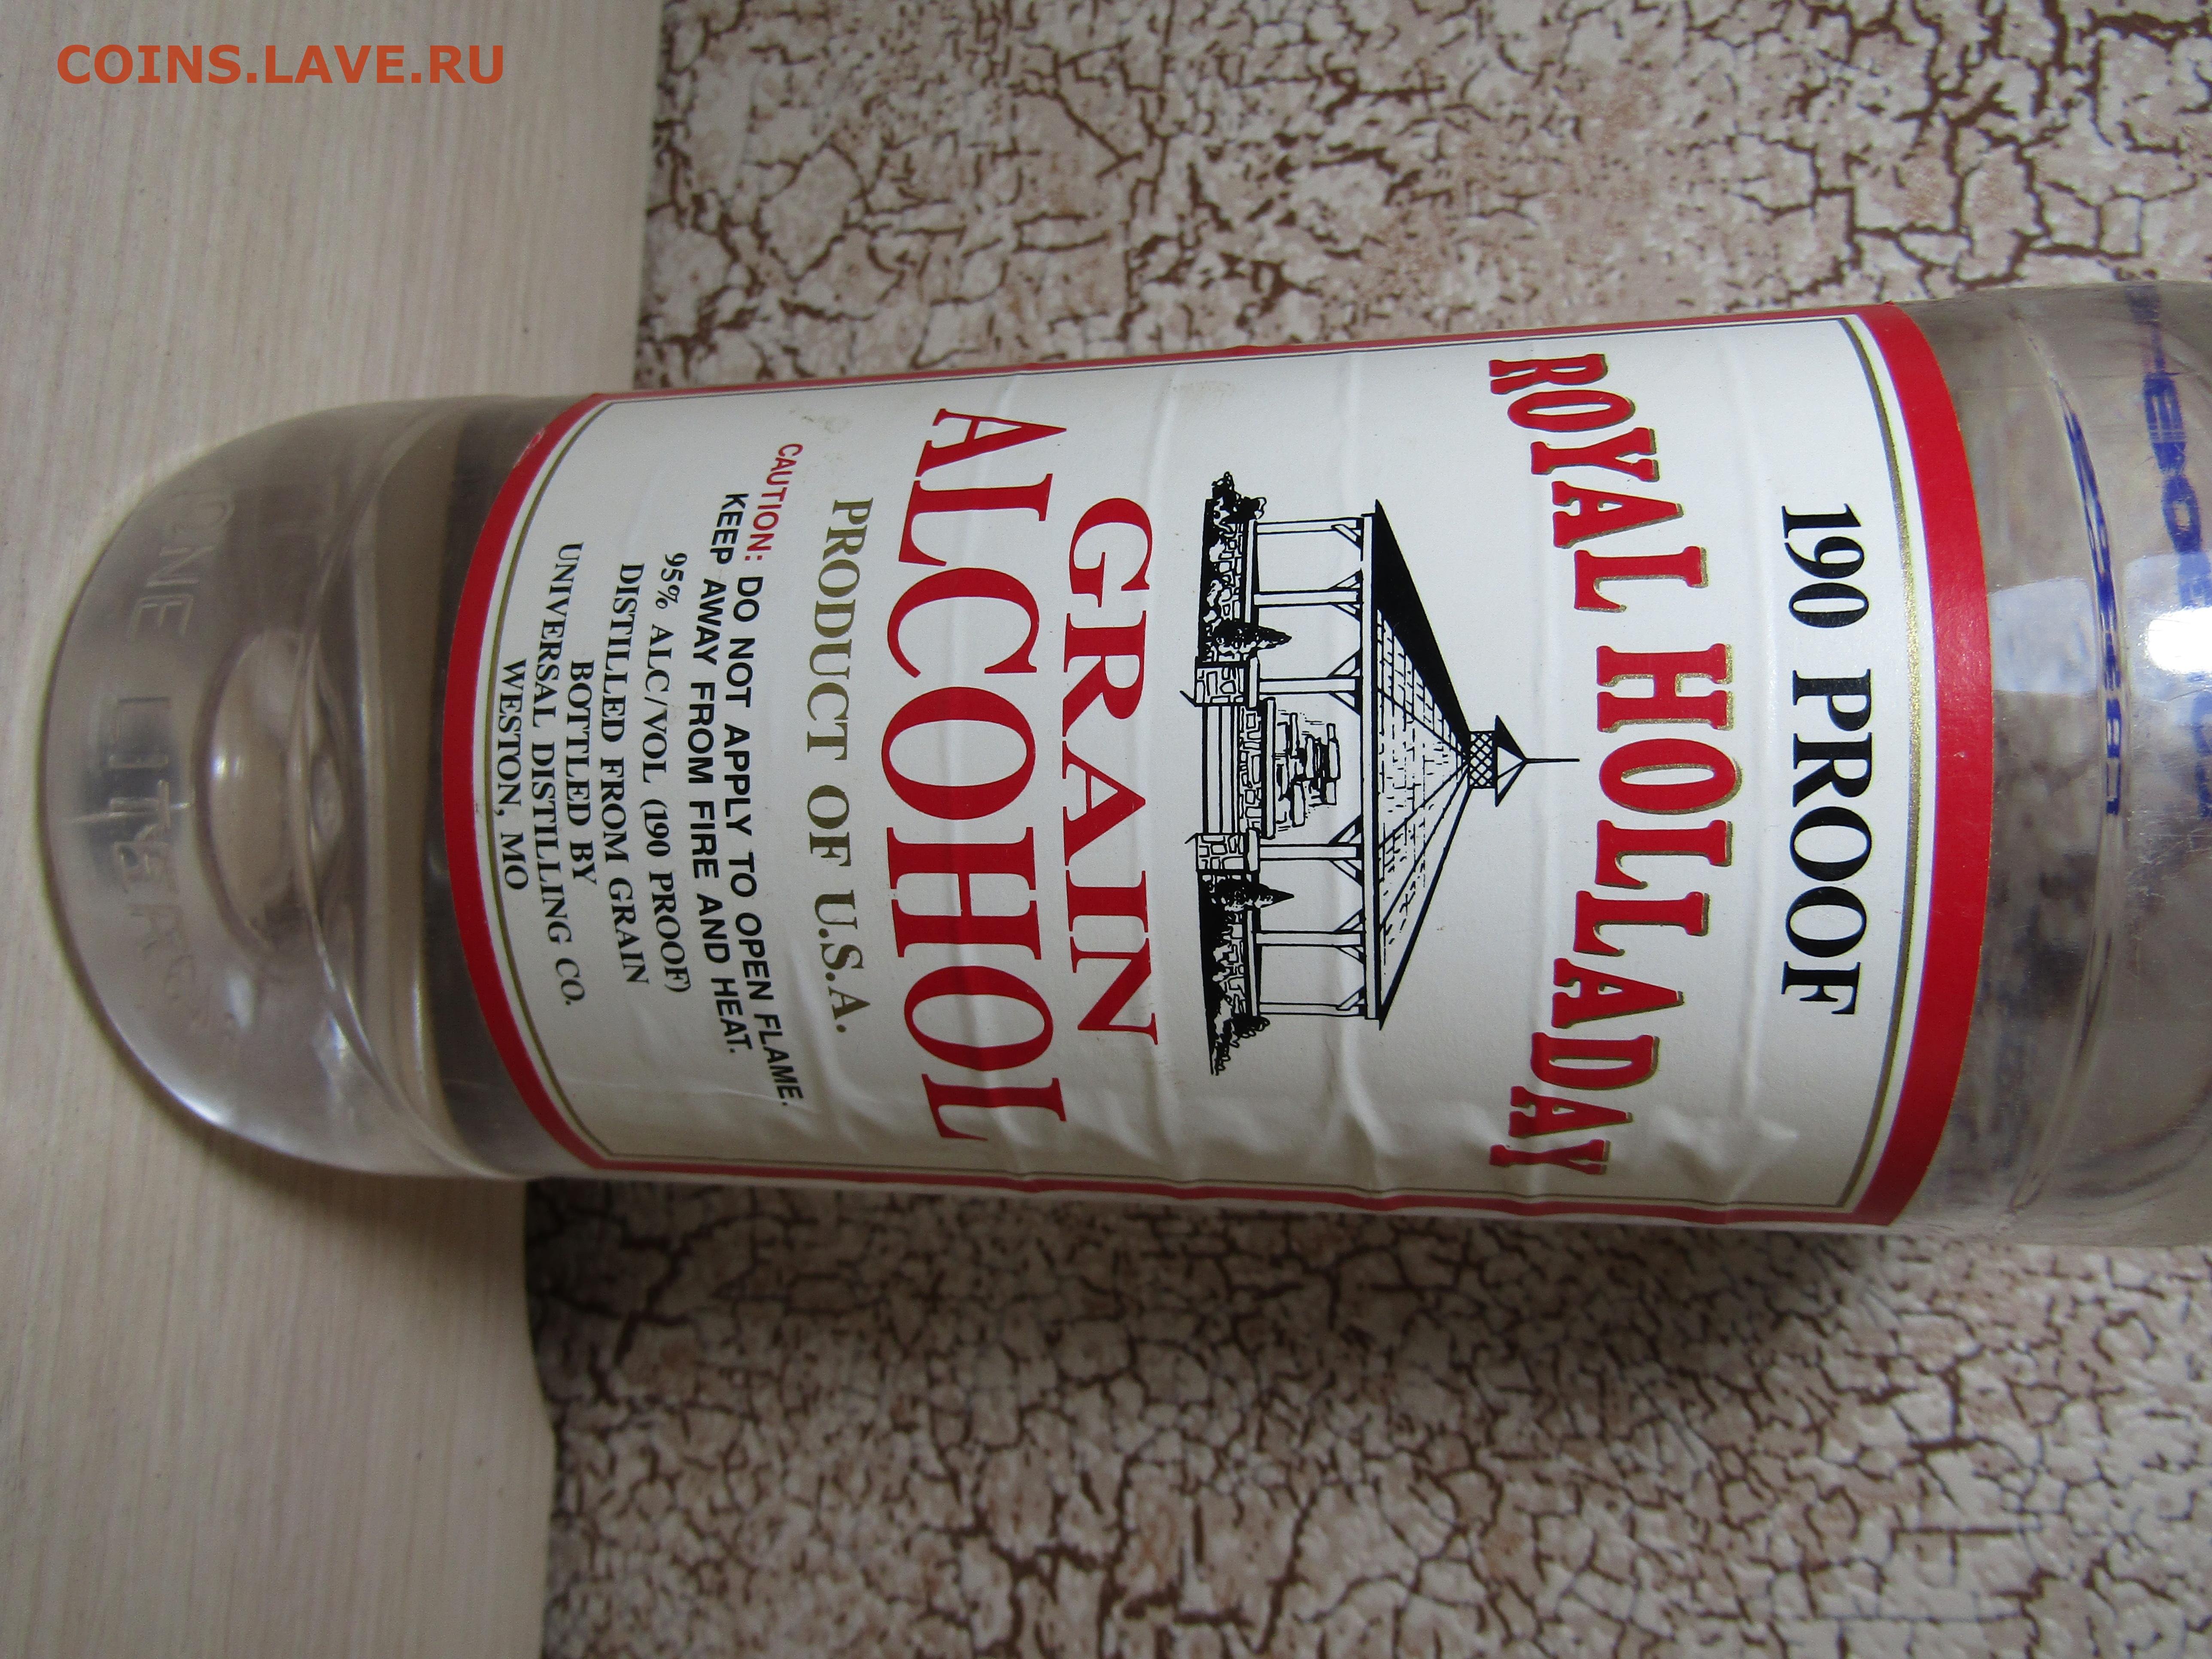 COINS.LAVE.RU
190 PROOF
ROYAL HOLLADAY
GRAIN
ALCOHOL
PRODUCT OF U.S.A.
CAUTION: DO NOT APPLY TO OPEN FLAME.
KEEP AWAY FROM FIRE AND HEAT.
95% ALC/VOL (190 PROOF)
DISTILLED FROM GRAIN
BOTTLED BY
UNIVERSAL DISTILLING CO.
WESTON, MO
ONE LITER